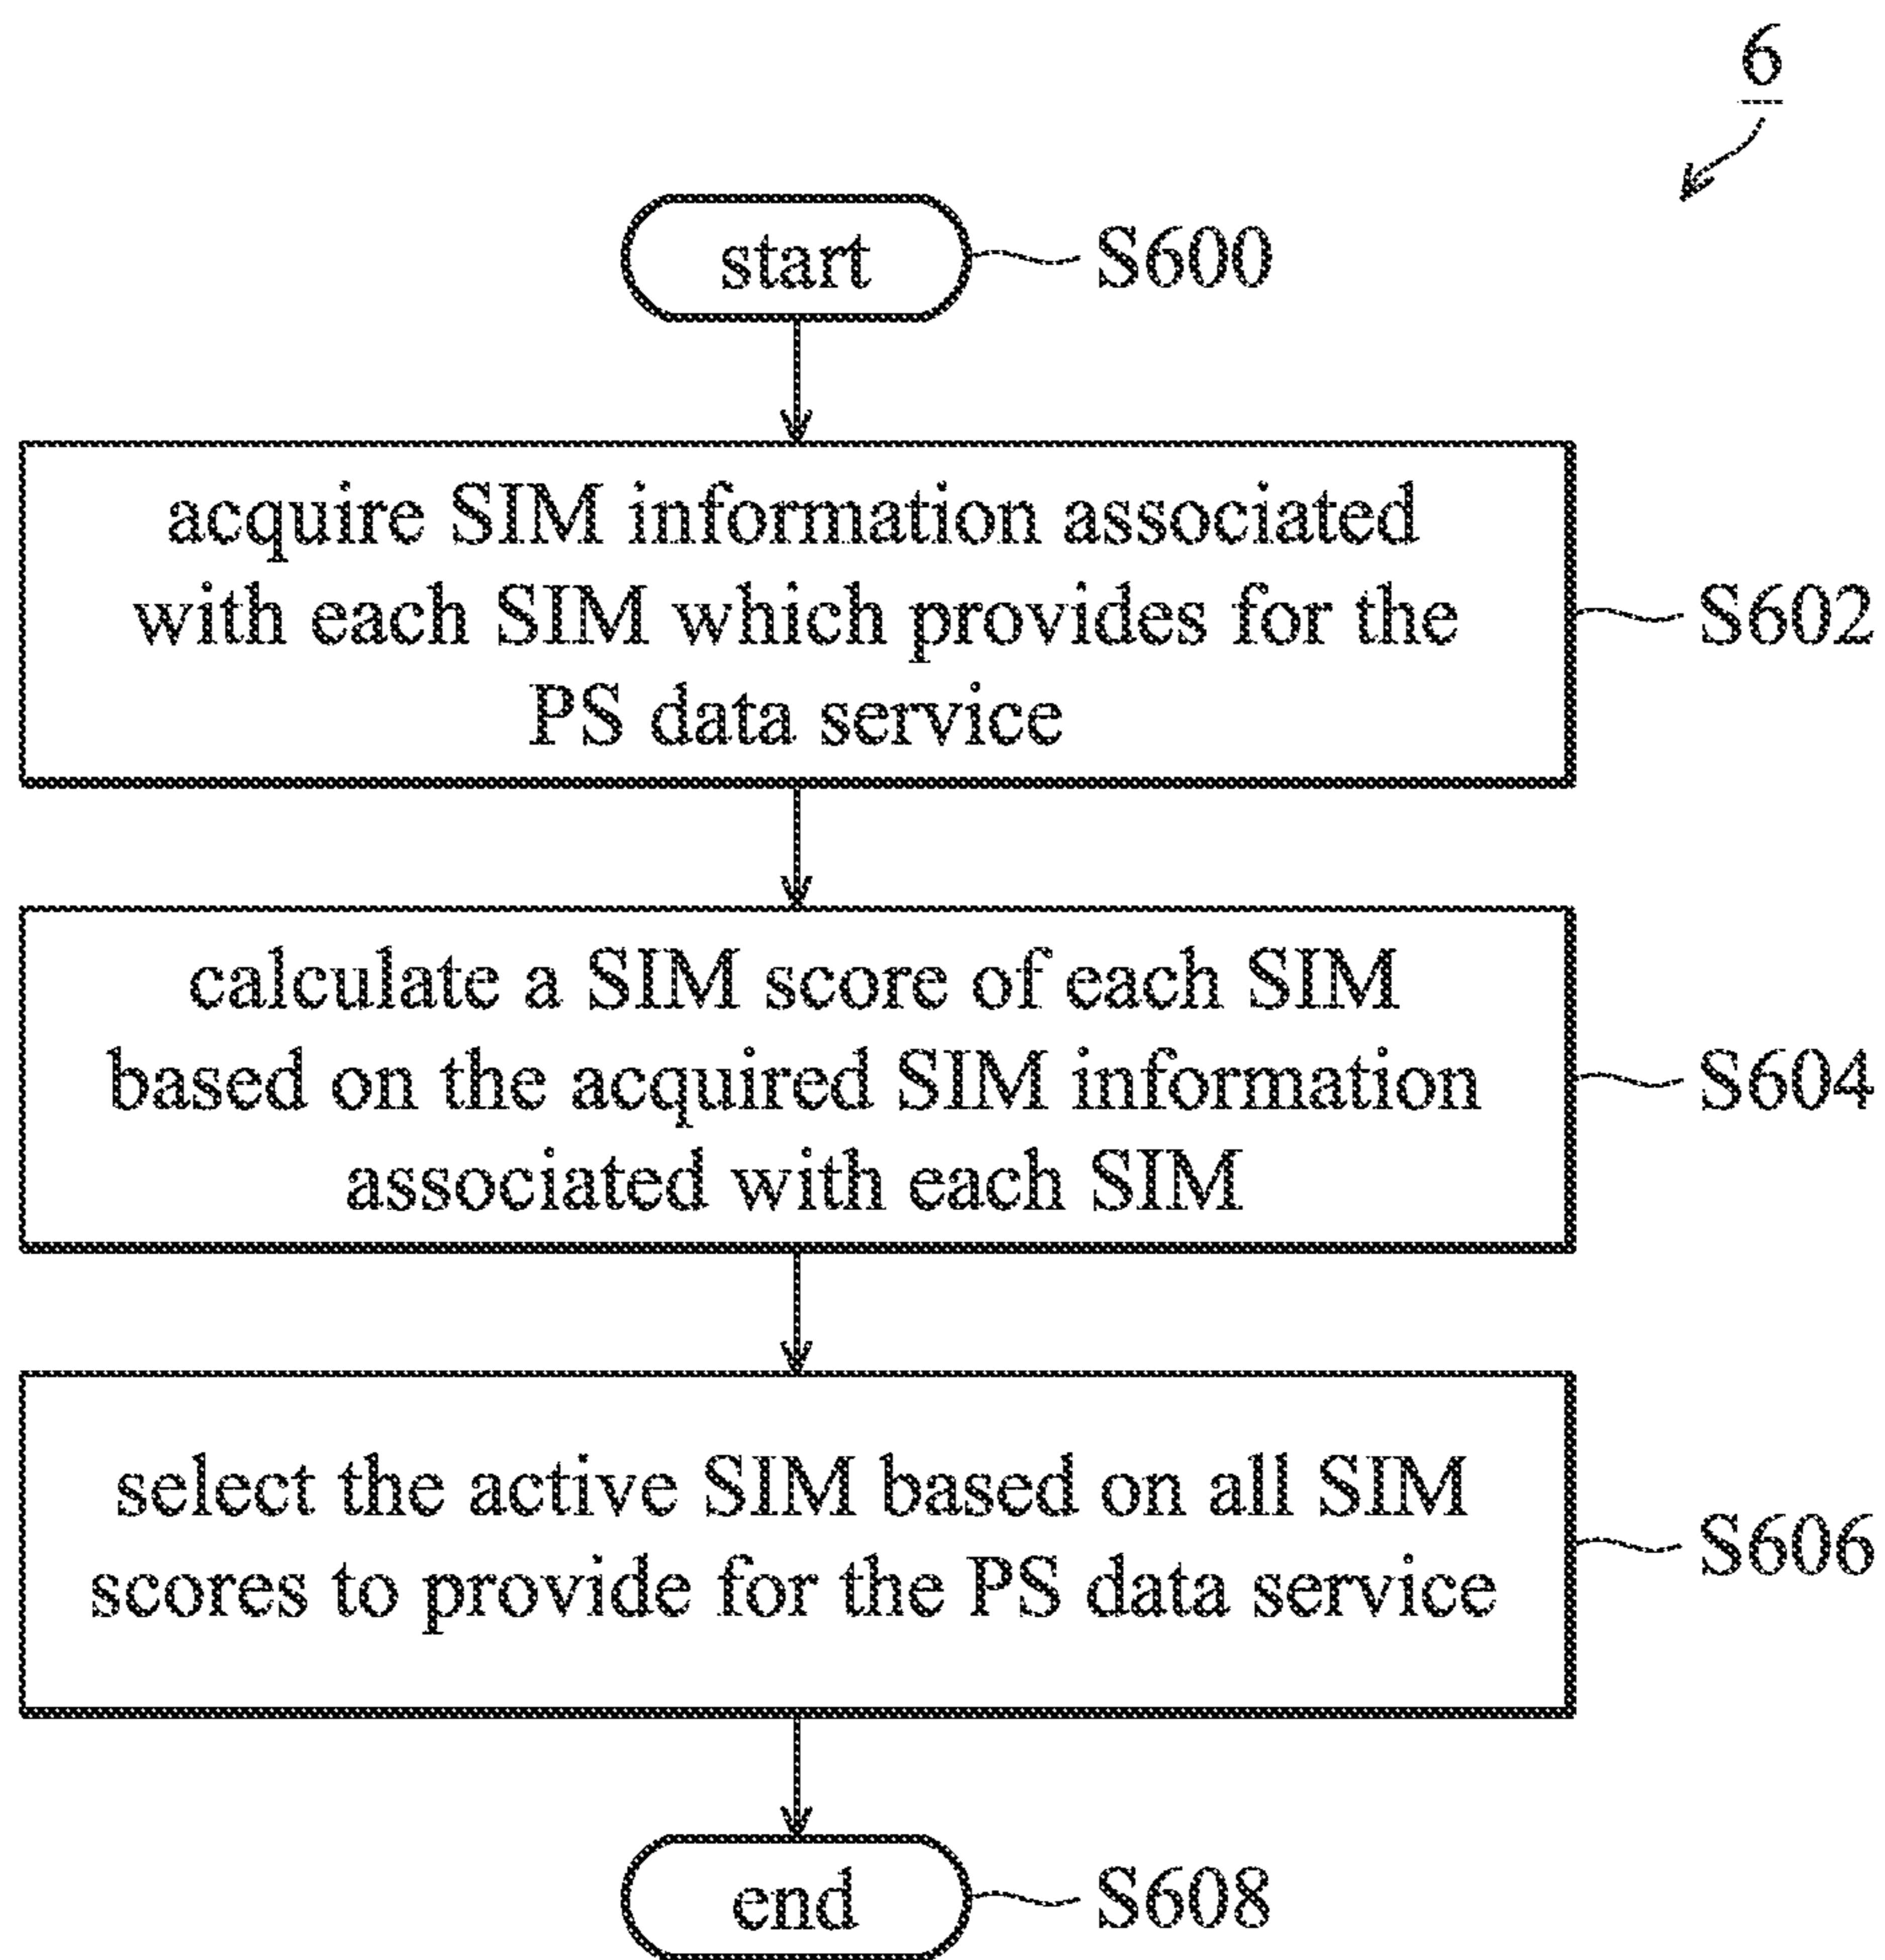 6
start
S600
acquire SIM information associated
with each SIM which provides for the
PS data service
S602
calculate a SIM score of each SIM
based on the acquired SIM information
associated with each SIM
S604
select the active SIM based on all SIM
scores to provide for the PS data service
S606
end
S608